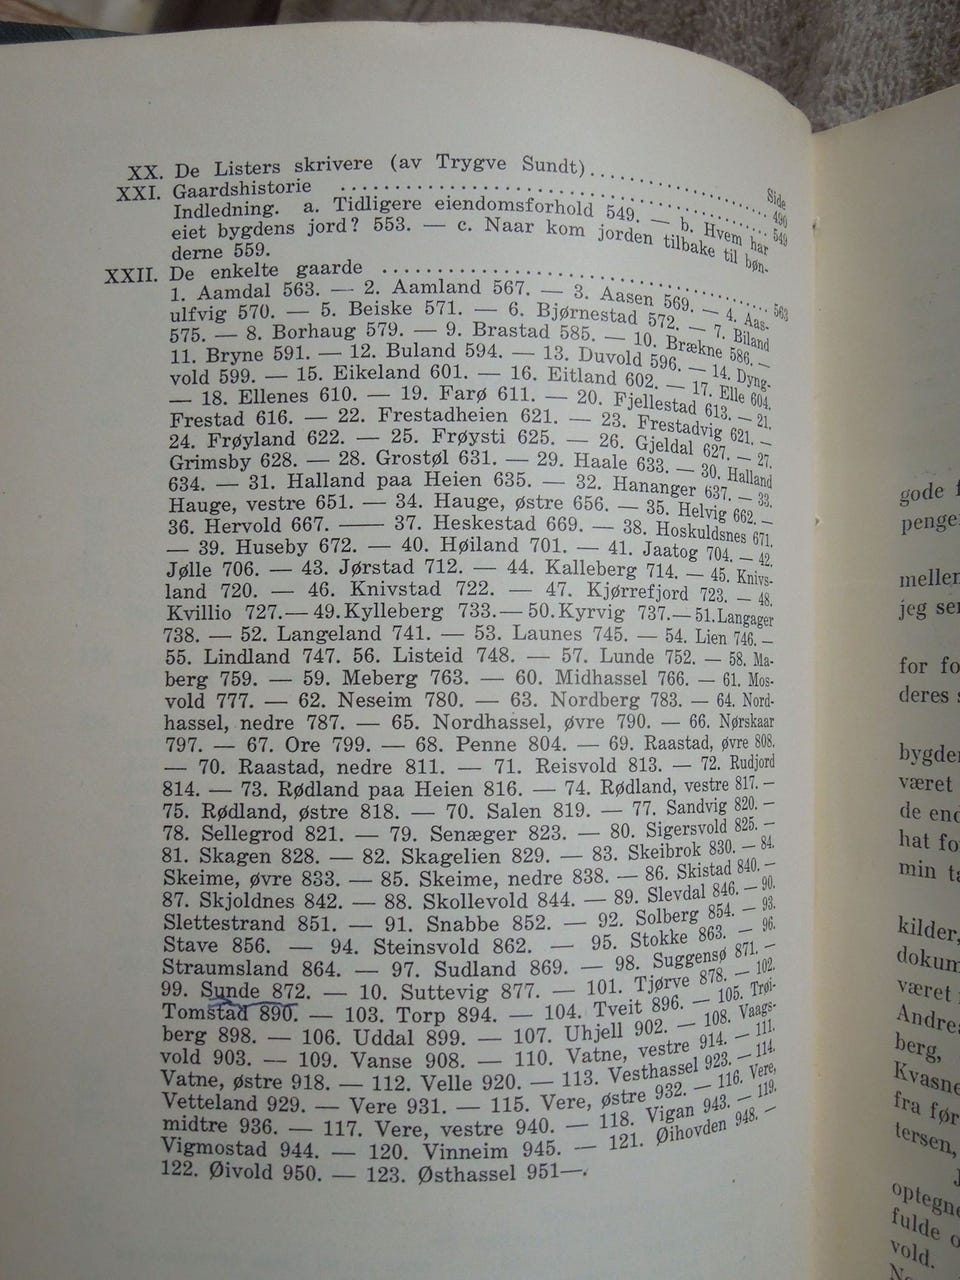 Side
XX. De Listers skrivere (av Trygve Sundt).......... 490
XXI. Gaardshistorie .......... 549
Indledning. a. Tidligere eiendomsforhold 549. — b. Hvem har
eiet bygdens jord? 553. — c. Naar kom jorden tilbake til bøn-
derne 559.
XXII. De enkelte gaarde .......... 563
1. Aamdal 563. — 2. Aamland 567. — 3. Aasen 569. — 4. Aas-
ulfvig 570. — 5. Beiske 571. — 6. Bjørnestad 572. — 7. Biland
575. — 8. Borhaug 579. — 9. Brastad 585. — 10. Brækne 586. —
11. Bryne 591. — 12. Buland 594. — 13. Duvold 596. — 14. Dyng-
vold 599. — 15. Eikeland 601. — 16. Eitland 602. — 17. Elle 604.
— 18. Ellenes 610. — 19. Farø 611. — 20. Fjellestad 613. — 21.
Frestad 616. — 22. Frestadheien 621. — 23. Frestadvig 621. —
24. Frøyland 622. — 25. Frøysti 625. — 26. Gjeldal 627. — 27.
Grimsby 628. — 28. Grostøl 631. — 29. Haale 633. — 30. Halland
634. — 31. Halland paa Heien 635. — 32. Hananger 637. — 33.
Hauge, vestre 651. — 34. Hauge, østre 656. — 35. Helvig 662. —
36. Hervold 667. —— 37. Heskestad 669. — 38. Hoskuldsnes 671.
— 39. Huseby 672. — 40. Høiland 701. — 41. Jaatog 704. — 42.
Jølle 706. — 43. Jørstad 712. — 44. Kalleberg 714. — 45. Knivs-
land 720. — 46. Knivstad 722. — 47. Kjørrefjord 723. — 48.
Kvillio 727.— 49.Kylleberg 733.— 50.Kyrvig 737.— 51.Langager
738. — 52. Langeland 741. — 53. Launes 745. — 54. Lien 746. —
55. Lindland 747. 56. Listeid 748. — 57. Lunde 752. — 58. Ma-
berg 759. — 59. Meberg 763. — 60. Midhassel 766. — 61. Mos-
vold 777. — 62. Neseim 780. — 63. Nordberg 783. — 64. Nord-
hassel, nedre 787. — 65. Nordhassel, øvre 790. — 66. Nørskaar
797. — 67. Ore 799. — 68. Penne 804. — 69. Raastad, øvre 808.
— 70. Raastad, nedre 811. — 71. Reisvold 813. — 72. Rudjord
814. — 73. Rødland paa Heien 816. — 74. Rødland, vestre 817. —
75. Rødland, østre 818. — 70. Salen 819. — 77. Sandvig 820. —
78. Sellegrod 821. — 79. Senæger 823. — 80. Sigersvold 825. —
81. Skagen 828. — 82. Skagelien 829. — 83. Skeibrok 830. — 84.
Skeime, øvre 833. — 85. Skeime, nedre 838. — 86. Skistad 840. —
87. Skjoldnes 842. — 88. Skollevold 844. — 89. Slevdal 846. — 90.
Slettestrand 851. — 91. Snabbe 852. — 92. Solberg 854. — 93.
Stave 856. — 94. Steinsvold 862. — 95. Stokke 863. — 96.
Straumsland 864. — 97. Sudland 869. — 98. Suggensø 871. —
99. Sunde 872. — 10. Suttevig 877. — 101. Tjørve 878. — 102.
Tomstad 890. — 103. Torp 894. — 104. Tveit 896. — 105. Trøi-
berg 898. — 106. Uddal 899. — 107. Uhjell 902. — 108. Vaags-
vold 903. — 109. Vanse 908. — 110. Vatne, vestre 914. — 111.
Vatne, østre 918. — 112. Velle 920. — 113. Vesthassel 923. — 114.
Vetteland 929. — Vere 931. — 115. Vere, østre 932. — 116. Vere,
midtre 936. — 117. Vere, vestre 940. — 118. Vigan 943. — 119.
Vigmostad 944. — 120. Vinneim 945. — 121. Øihovden 948. —
122. Øivold 950. — 123. Østhassel 951—.
gode
penge
meller
jeg se
for fo
deres
bygde
været
de end
hat fo
min
kilder,
dokum
været
Andre
berg,
Kvasne
fra før
tersen,
J
optegne
fulde o
vold.